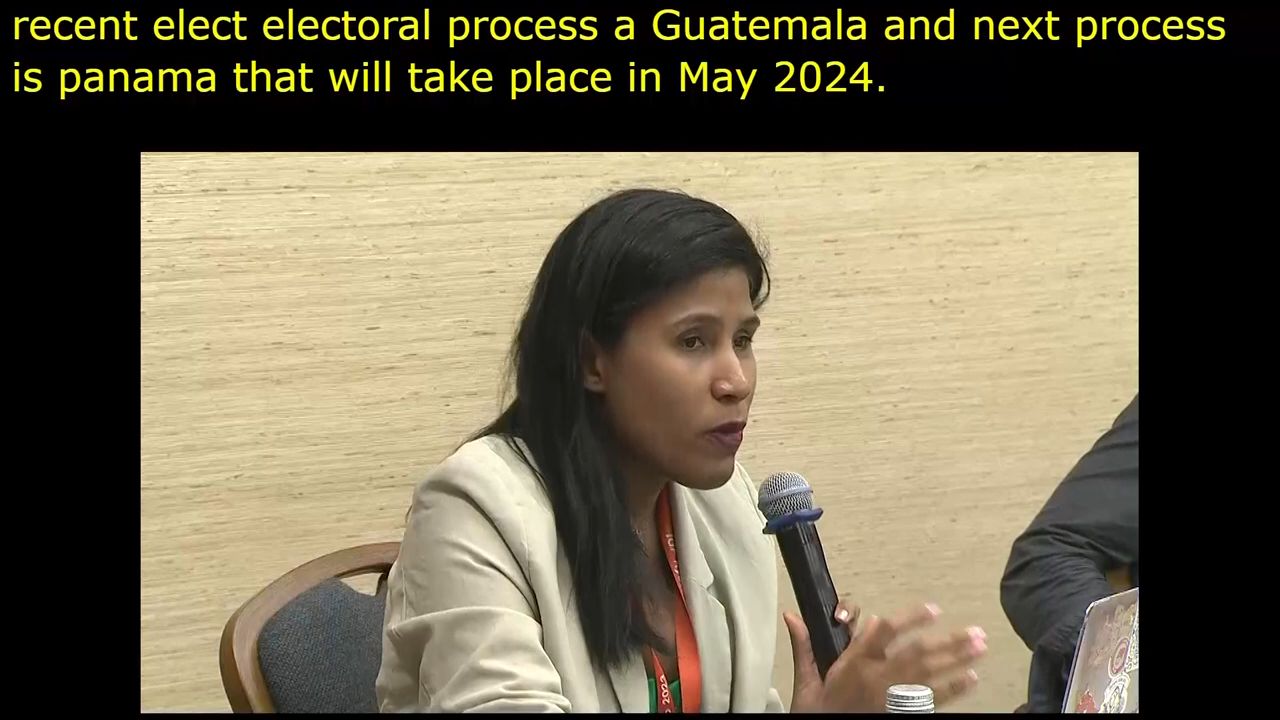 recent elect electoral process a Guatemala and next process
is panama that will take place in May 2024.